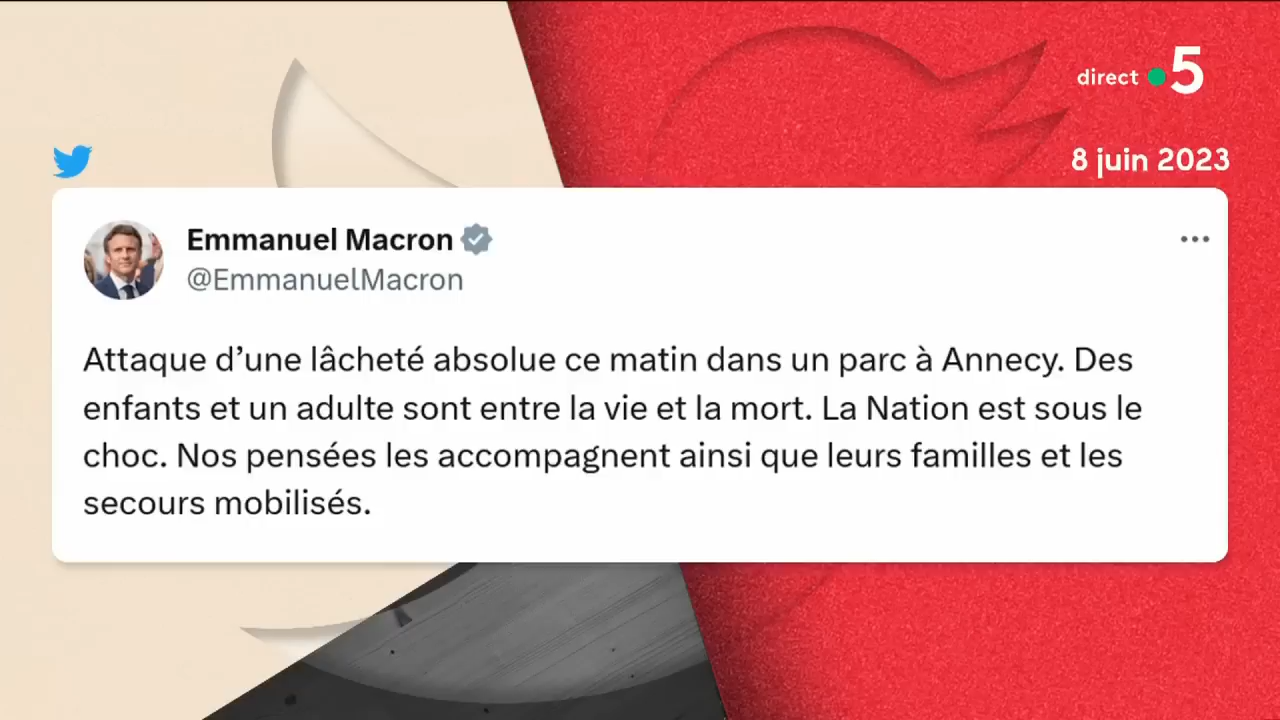 direct 5
8 juin 2023
Emmanuel Macron
@EmmanuelMacron
Attaque d’une lâcheté absolue ce matin dans un parc à Annecy. Des
enfants et un adulte sont entre la vie et la mort. La Nation est sous le
choc. Nos pensées les accompagnent ainsi que leurs familles et les
secours mobilisés.